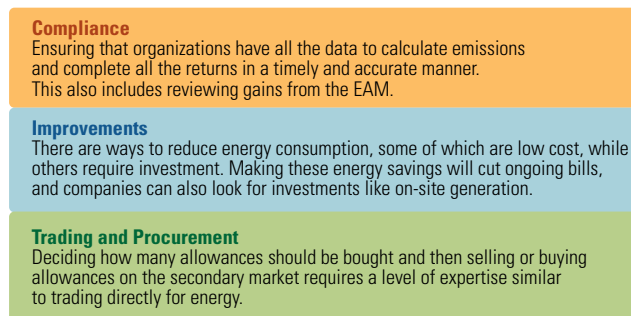 Compliance
Ensuring that organizations have all the data to calculate emissions
and complete all the returns in a timely and accurate manner.
This also includes reviewing gains from the EAM.
Improvements
There are ways to reduce energy consumption, some of which are low cost, while
others require investment. Making these energy savings will cut ongoing bills,
and companies can also look for investments like on-site generation.
Trading and Procurement
Deciding how many allowances should be bought and then selling or buying
allowances on the secondary market requires a level of expertise similar
to trading directly for energy.